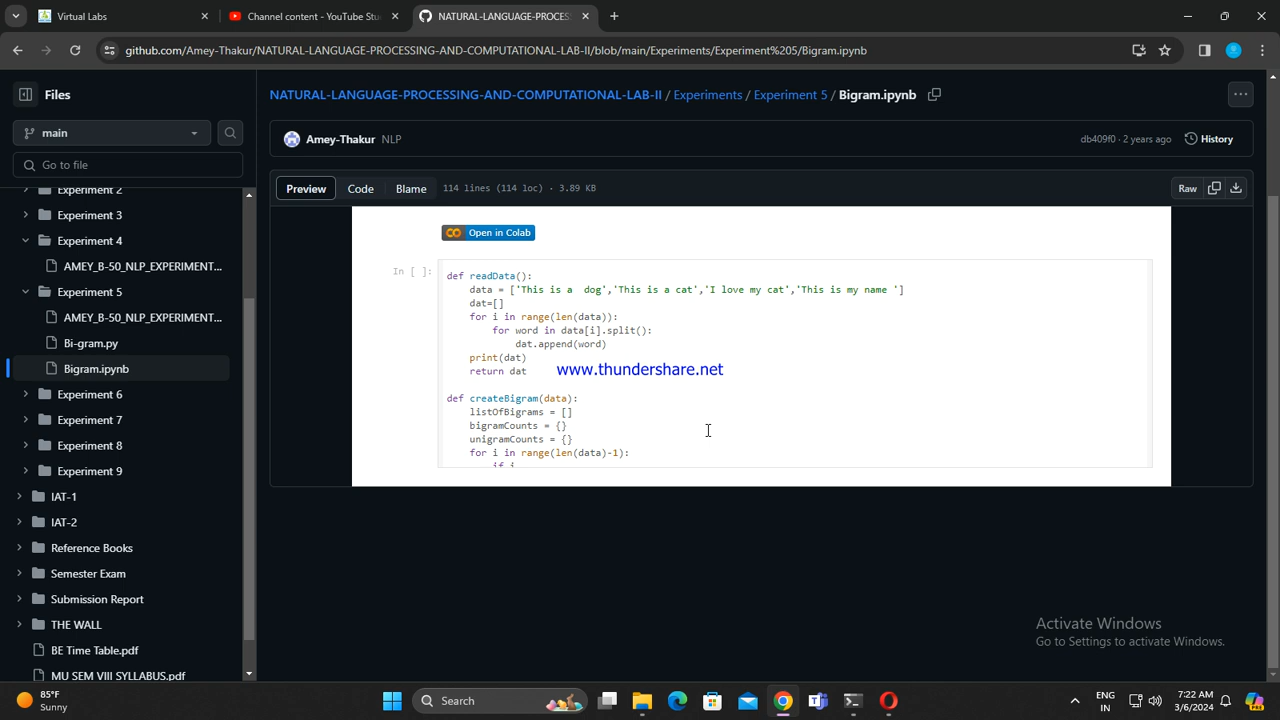 Virtual Labs
Channel content - YouTube Stu
NATURAL-LANGUAGE-PROCESS
github.com/Amey-Thakur/NATURAL-LANGUAGE-PROCESSING-AND-COMPUTATIONAL-LAB-II/blob/main/Experiments/Experiment%205/Bigram.ipynb
Files
NATURAL-LANGUAGE-PROCESSING-AND-COMPUTATIONAL-LAB-II / Experiments / Experiment 5 / Bigram.ipynb
main
Amey-Thakur NLP
db409f0 · 2 years ago
History
Go to file
Preview
Code
Blame
114 lines (114 loc) · 3.89 KB
Raw
Experiment 2
Experiment 3
Experiment 4
AMEY_B-50_NLP_EXPERIMENT...
Experiment 5
AMEY_B-50_NLP_EXPERIMENT...
Bi-gram.py
Bigram.ipynb
Experiment 6
Experiment 7
Experiment 8
Experiment 9
IAT-1
IAT-2
Reference Books
Semester Exam
Submission Report
THE WALL
BE Time Table.pdf
MU SEM VIII SYLLABUS.pdf
Open in Colab
In [ ]:
def readData():
data = ['This is a  dog','This is a cat','I love my cat','This is my name ']
dat=[]
for i in range(len(data)):
for word in data[i].split():
dat.append(word)
print(dat)
return dat
www.thundershare.net
def createBigram(data):
listOfBigrams = []
bigramCounts = {}
unigramCounts = {}
for i in range(len(data)-1):
if i
Activate Windows
Go to Settings to activate Windows.
85°F
Sunny
Search
ENG
IN
7:22 AM
3/6/2024